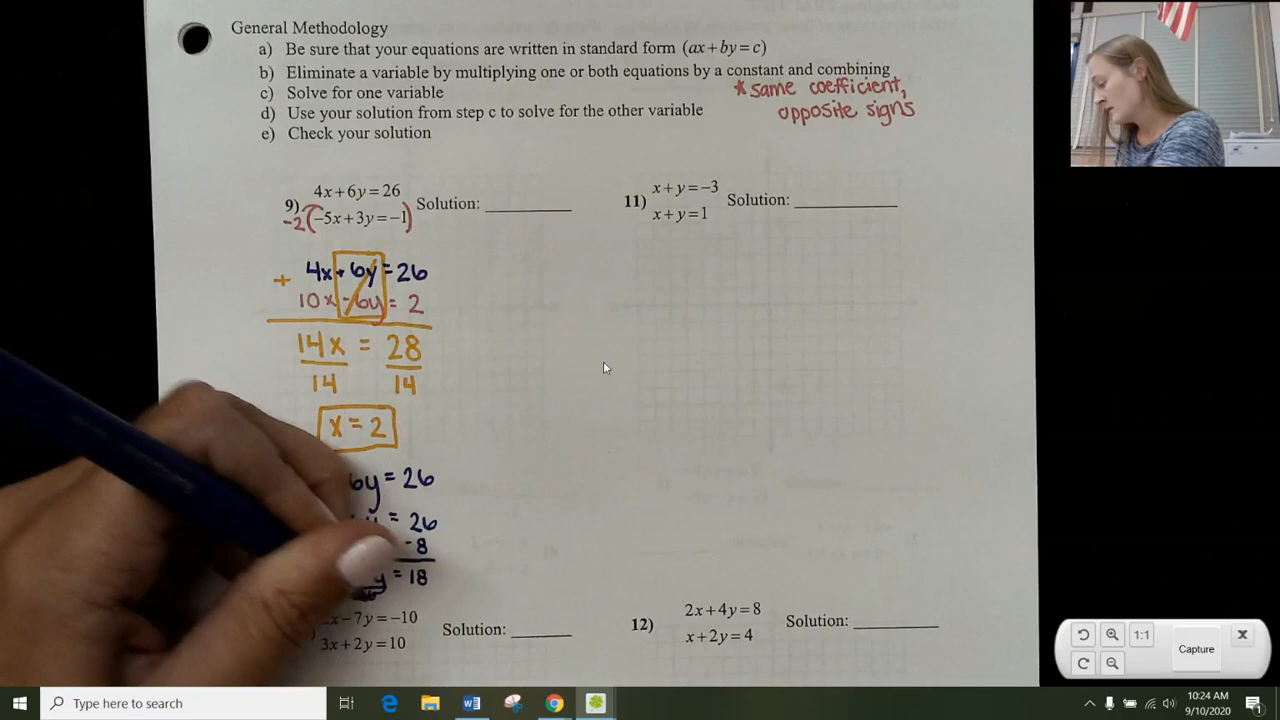 General Methodology
a) Be sure that your equations are written in standard form (ax+by=c)
b) Eliminate a variable by multiplying one or both equations by a constant and combining
c) Solve for one variable
* same coefficient,
d) Use your solution from step c to solve for the other variable
opposite signs
e) Check your solution
9) 4x+6y=26
-2(-5x+3y=-1)
Solution: ________
+ 4x+6y=26
10x-6y=2
14x = 28
14 14
x = 2
6y = 26
= 26
-8
y = 18
11) x+y=-3
x+y=1
Solution: ________
x-7y=-10
3x+2y=10
Solution: ________
12) 2x+4y=8
x+2y=4
Solution: ________
1:1
Capture
Type here to search
10:24 AM
9/10/2020
1